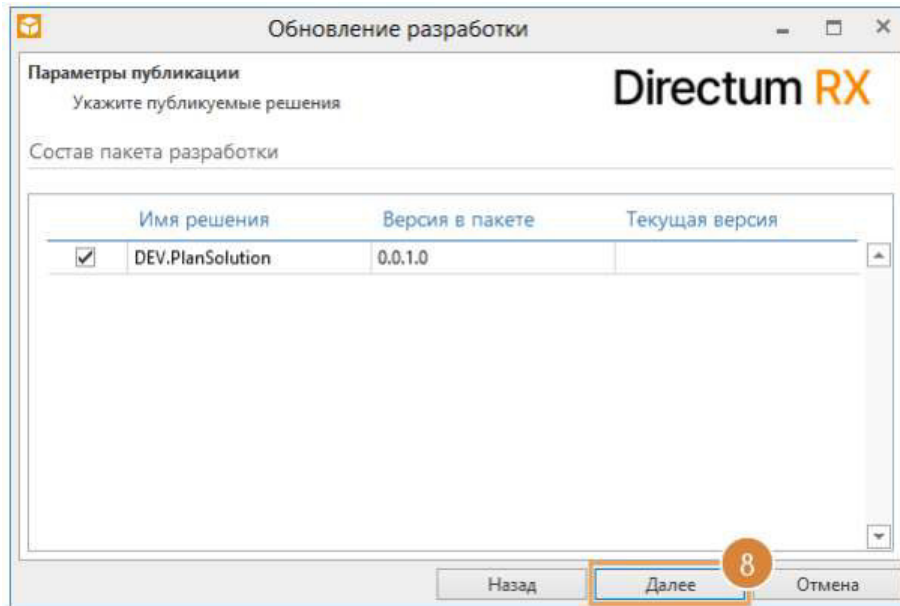 Обновление разработки
Параметры публикации
Укажите публикуемые решения
Directum RX
Состав пакета разработки
Имя решения Версия в пакете Текущая версия
DEV.PlanSolution 0.0.1.0
8
Назад Далее Отмена